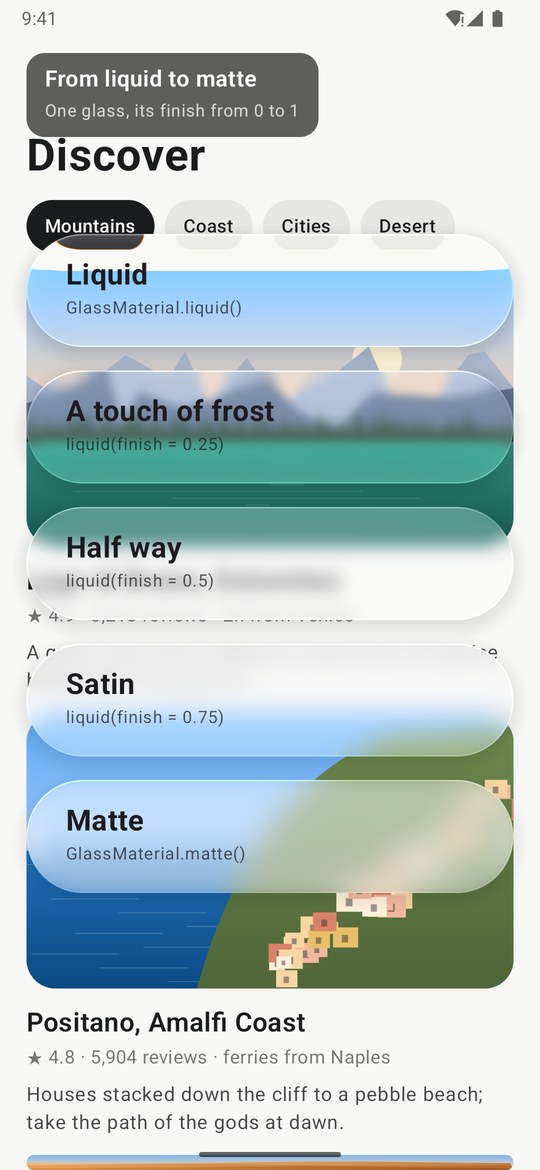 9:41
From liquid to matte
One glass, its finish from 0 to 1
Discover
Mountains
Coast
Cities
Desert
Liquid
GlassMaterial.liquid()
A touch of frost
liquid(finish = 0.25)
Half way
liquid(finish = 0.5)
Satin
liquid(finish = 0.75)
Matte
GlassMaterial.matte()
Positano, Amalfi Coast
★ 4.8 · 5,904 reviews · ferries from Naples
Houses stacked down the cliff to a pebble beach;
take the path of the gods at dawn.